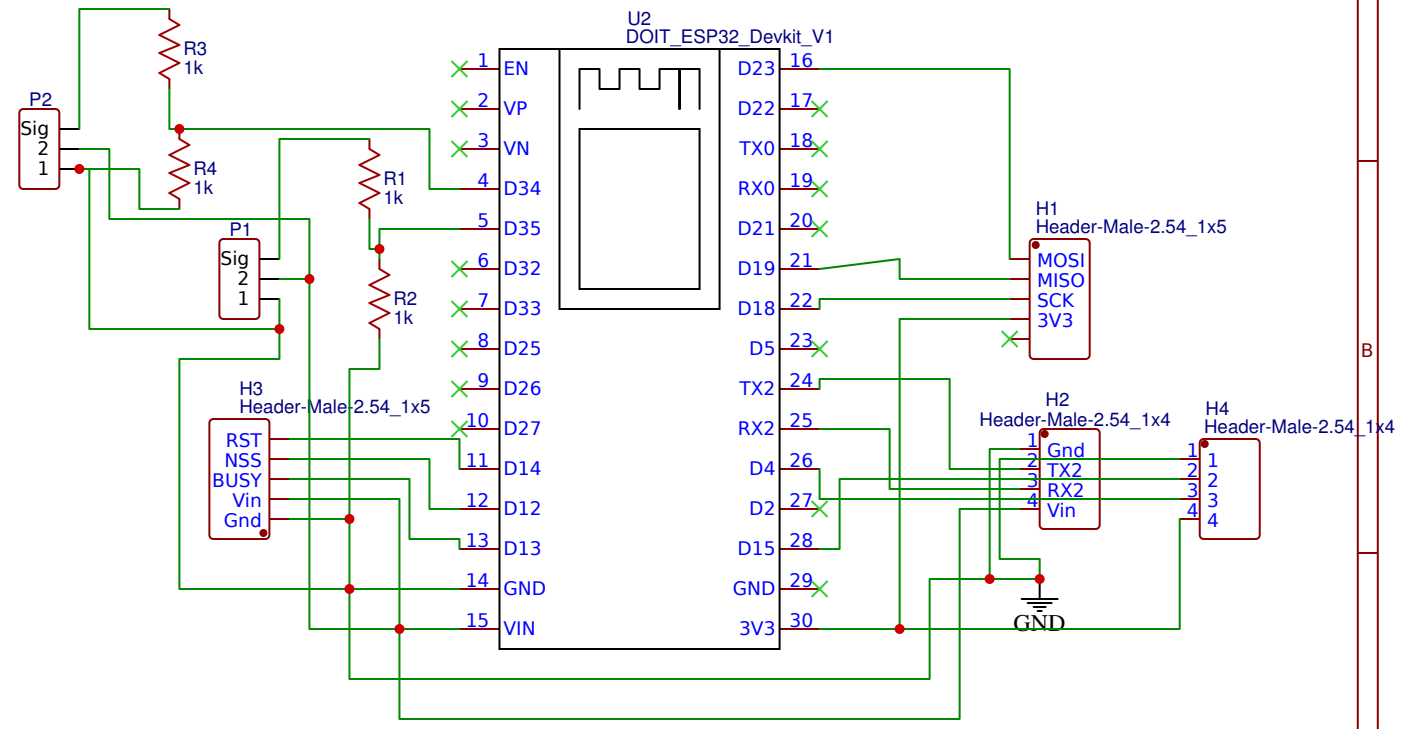 U2
DOIT_ESP32_Devkit_V1
R3
1k
P2
Sig
2
1
R4
1k
R1
1k
P1
Sig
2
1
R2
1k
H3
Header-Male-2.54_1x5
RST
NSS
BUSY
Vin
Gnd
1 EN
2 VP
3 VN
4 D34
5 D35
6 D32
7 D33
8 D25
9 D26
10 D27
11 D14
12 D12
13 D13
14 GND
15 VIN
D23 16
D22 17
TX0 18
RX0 19
D21 20
D19 21
D18 22
D5 23
TX2 24
RX2 25
D4 26
D2 27
D15 28
GND 29
3V3 30
H1
Header-Male-2.54_1x5
MOSI
MISO
SCK
3V3
H2
Header-Male-2.54_1x4
1 Gnd
2 TX2
3 RX2
4 Vin
H4
Header-Male-2.54_1x4
1 1
2 2
3 3
4 4
GND
B